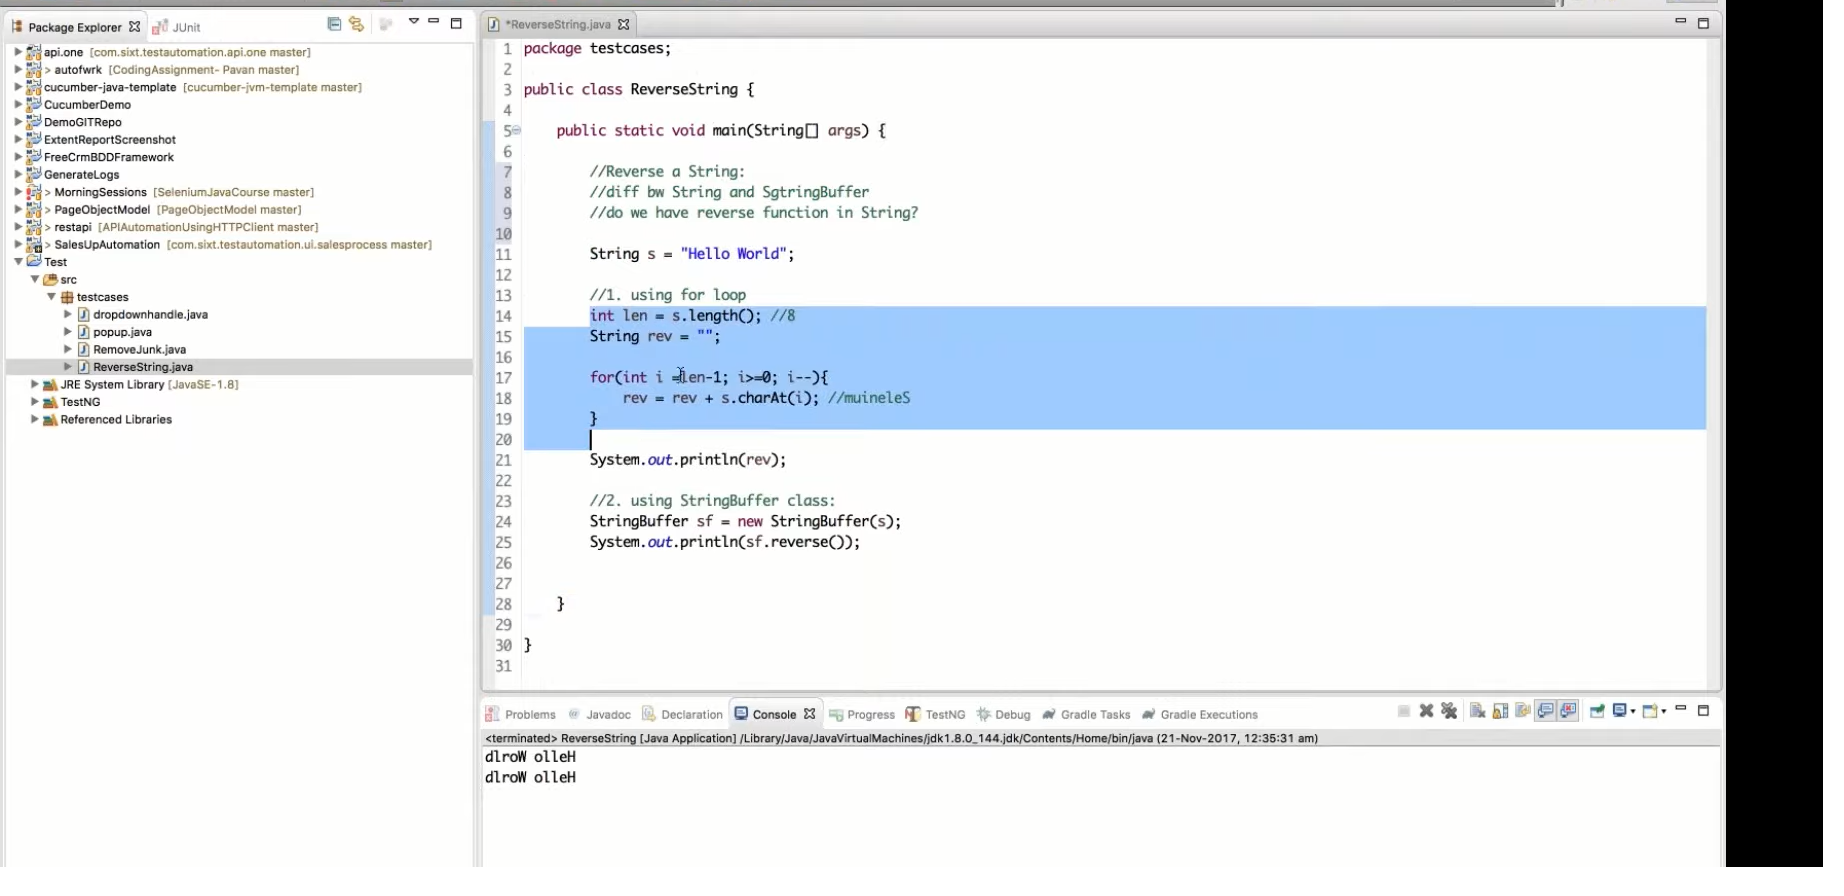 Package Explorer
JUnit
api.one [com.sixt.testautomation.api.one master]
> autofwrk [CodingAssignment- Pavan master]
cucumber-java-template [cucumber-jvm-template master]
CucumberDemo
DemoGITRepo
ExtentReportScreenshot
FreeCrmBDDFramework
GenerateLogs
> MorningSessions [SeleniumJavaCourse master]
> PageObjectModel [PageObjectModel master]
> restapi [APIAutomationUsingHTTPClient master]
> SalesUpAutomation [com.sixt.testautomation.ui.salesprocess master]
Test
src
testcases
dropdownhandle.java
popup.java
RemoveJunk.java
ReverseString.java
JRE System Library [JavaSE-1.8]
TestNG
Referenced Libraries
*ReverseString.java
1 package testcases;
2
3 public class ReverseString {
4
5 public static void main(String[] args) {
6
7 //Reverse a String:
8 //diff bw String and SgtringBuffer
9 //do we have reverse function in String?
10
11 String s = "Hello World";
12
13 //1. using for loop
14 int len = s.length(); //8
15 String rev = "";
16
17 for(int i =len-1; i>=0; i--){
18 rev = rev + s.charAt(i); //muineleS
19 }
20
21 System.out.println(rev);
22
23 //2. using StringBuffer class:
24 StringBuffer sf = new StringBuffer(s);
25 System.out.println(sf.reverse());
26
27
28 }
29
30 }
31
Problems @ Javadoc Declaration Console Progress TestNG Debug Gradle Tasks Gradle Executions
<terminated> ReverseString [Java Application] /Library/Java/JavaVirtualMachines/jdk1.8.0_144.jdk/Contents/Home/bin/java (21-Nov-2017, 12:35:31 am)
dlroW olleH
dlroW olleH